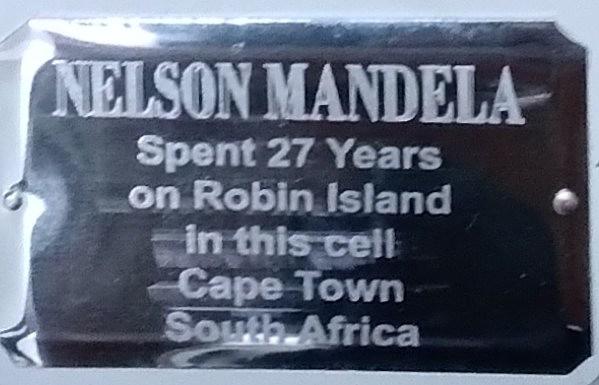 NELSON MANDELA
Spent 27 Years
on Robin Island
in this cell
Cape Town
South Africa